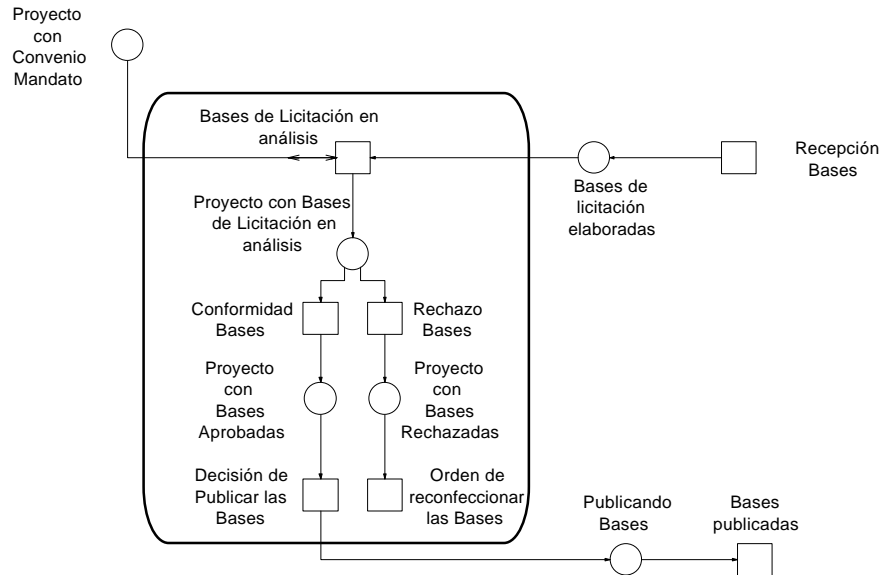 Proyecto
con
Convenio
Mandato
Bases de Licitación en
análisis
Recepción
Bases
Bases de
licitación
elaboradas
Proyecto con Bases
de Licitación en
análisis
Conformidad
Bases
Rechazo
Bases
Proyecto
con
Bases
Aprobadas
Proyecto
con
Bases
Rechazadas
Decisión de
Publicar las
Bases
Orden de
reconfeccionar
las Bases
Publicando
Bases
Bases
publicadas